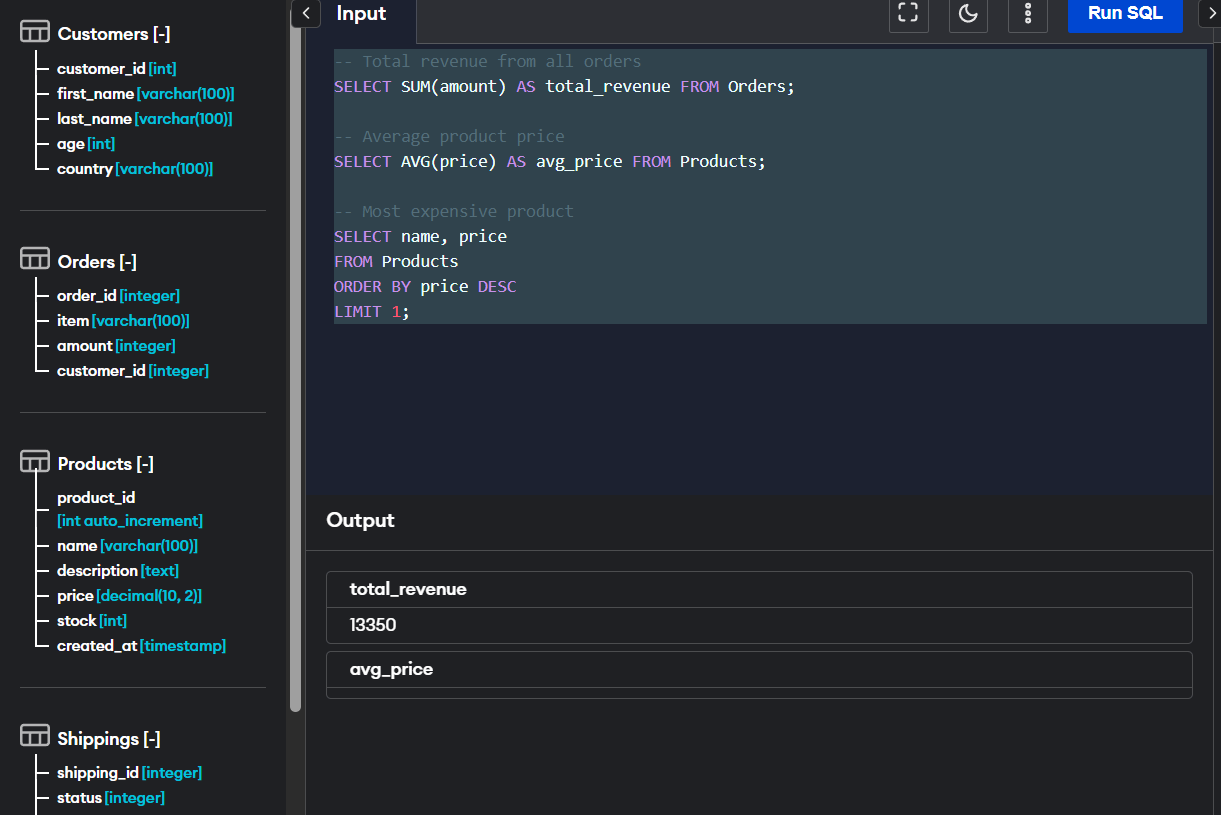 Customers [-]
customer_id [int]
first_name [varchar(100)]
last_name [varchar(100)]
age [int]
country [varchar(100)]
Orders [-]
order_id [integer]
item [varchar(100)]
amount [integer]
customer_id [integer]
Products [-]
product_id
[int auto_increment]
name [varchar(100)]
description [text]
price [decimal(10, 2)]
stock [int]
created_at [timestamp]
Shippings [-]
shipping_id [integer]
status [integer]
Input
Run SQL
-- Total revenue from all orders
SELECT SUM(amount) AS total_revenue FROM Orders;
-- Average product price
SELECT AVG(price) AS avg_price FROM Products;
-- Most expensive product
SELECT name, price
FROM Products
ORDER BY price DESC
LIMIT 1;
Output
total_revenue
13350
avg_price